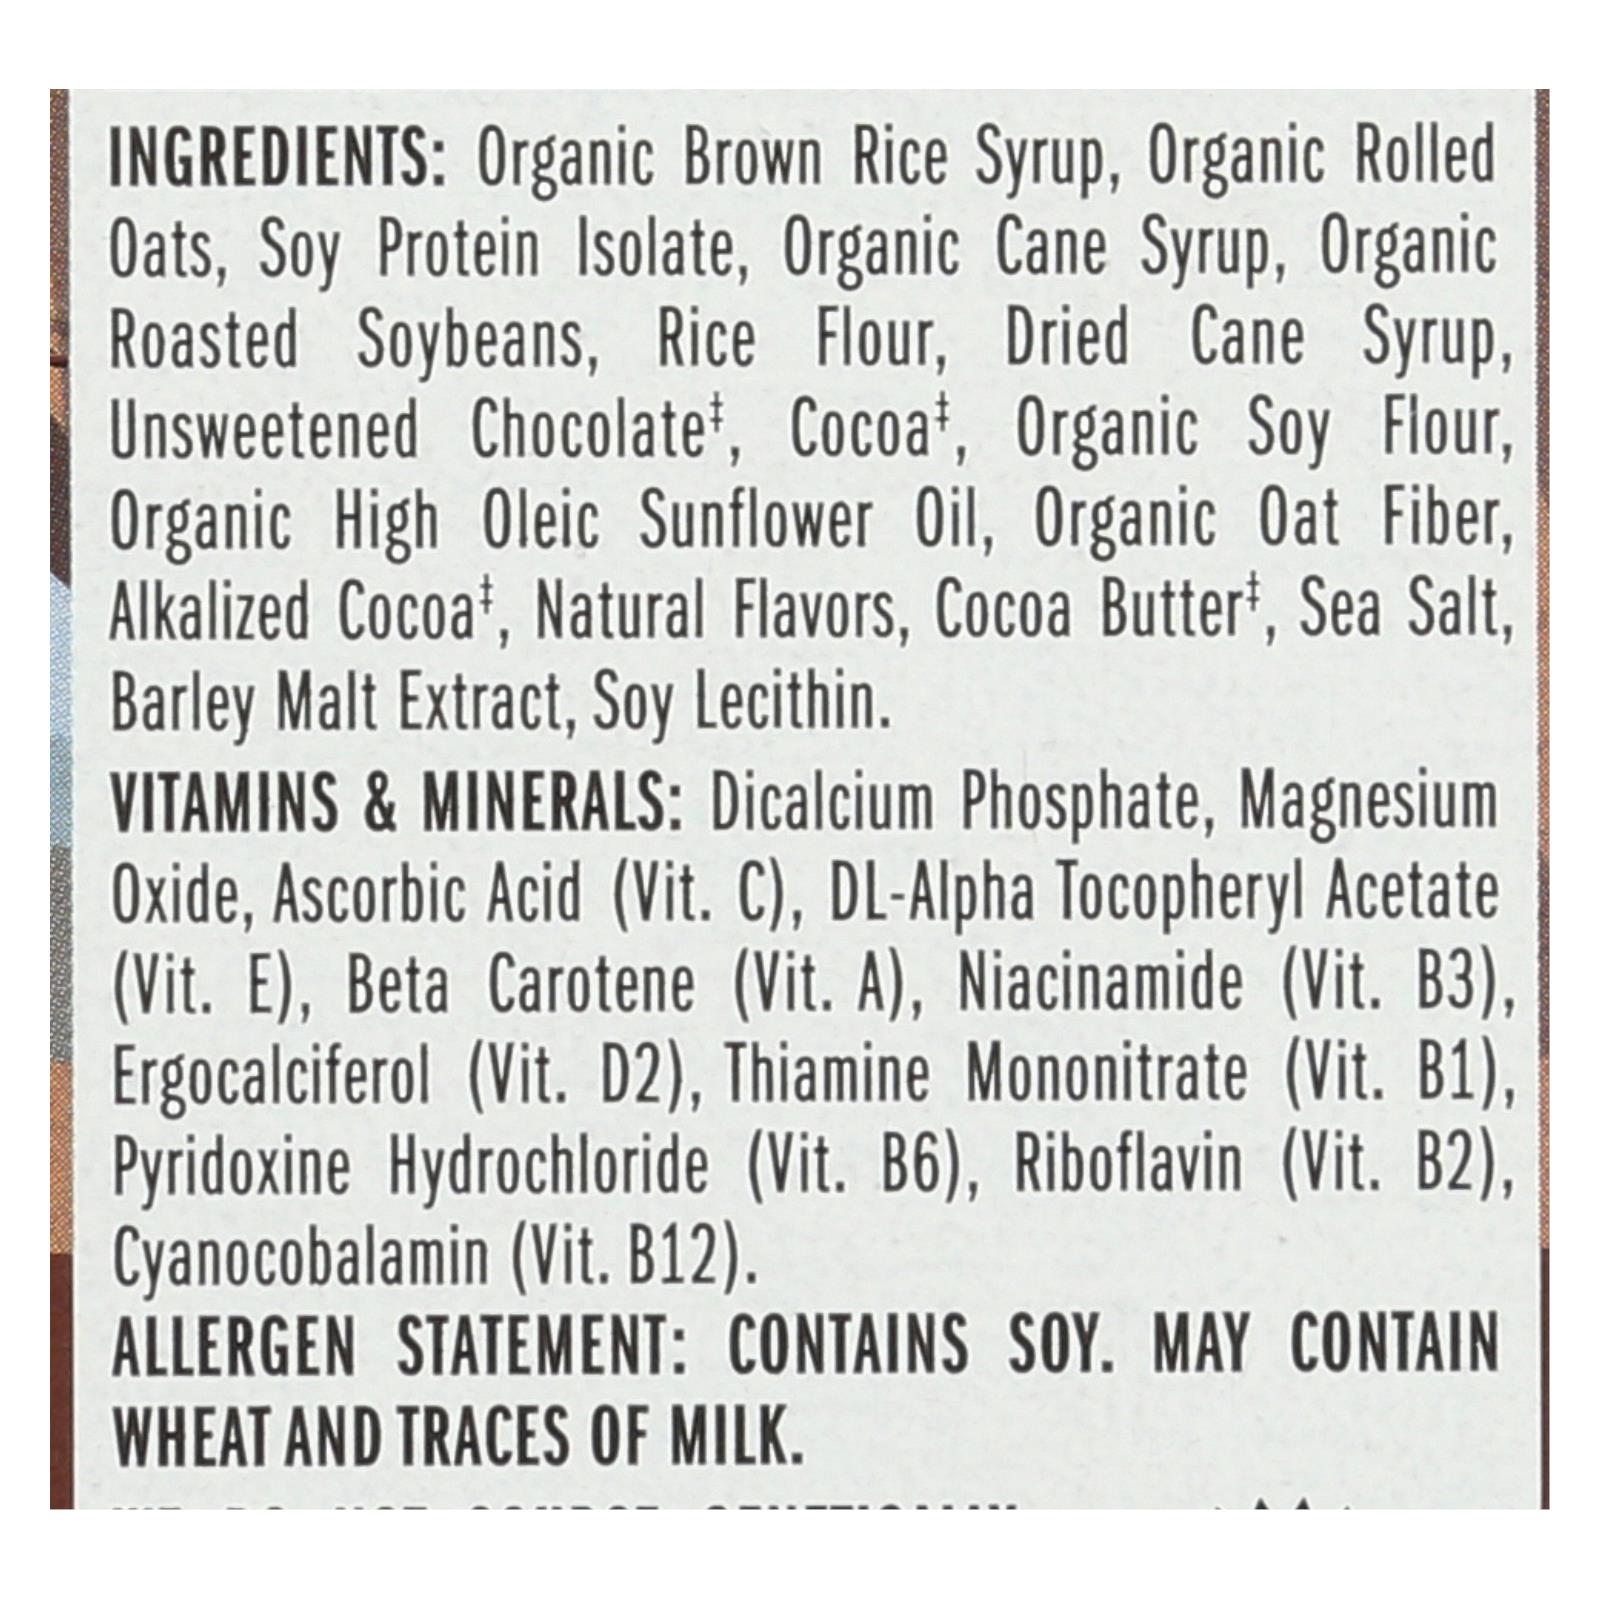 INGREDIENTS: Organic Brown Rice Syrup, Organic Rolled
Oats, Soy Protein Isolate, Organic Cane Syrup, Organic
Roasted Soybeans, Rice Flour, Dried Cane Syrup,
Unsweetened Chocolate‡, Cocoa‡, Organic Soy Flour,
Organic High Oleic Sunflower Oil, Organic Oat Fiber,
Alkalized Cocoa‡, Natural Flavors, Cocoa Butter‡, Sea Salt,
Barley Malt Extract, Soy Lecithin.
VITAMINS & MINERALS: Dicalcium Phosphate, Magnesium
Oxide, Ascorbic Acid (Vit. C), DL-Alpha Tocopheryl Acetate
(Vit. E), Beta Carotene (Vit. A), Niacinamide (Vit. B3),
Ergocalciferol (Vit. D2), Thiamine Mononitrate (Vit. B1),
Pyridoxine Hydrochloride (Vit. B6), Riboflavin (Vit. B2),
Cyanocobalamin (Vit. B12).
ALLERGEN STATEMENT: CONTAINS SOY. MAY CONTAIN
WHEAT AND TRACES OF MILK.